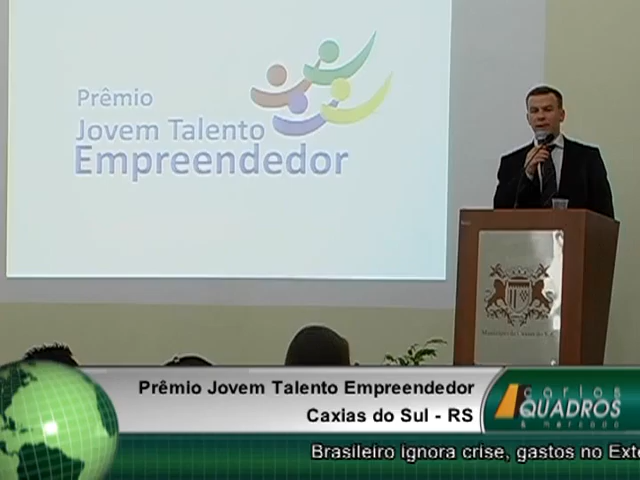 Prêmio
Jovem Talento
Empreendedor
Prêmio Jovem Talento Empreendedor
Caxias do Sul - RS
carlos
QUADROS
& mercado
Brasileiro ignora crise, gastos no Exte